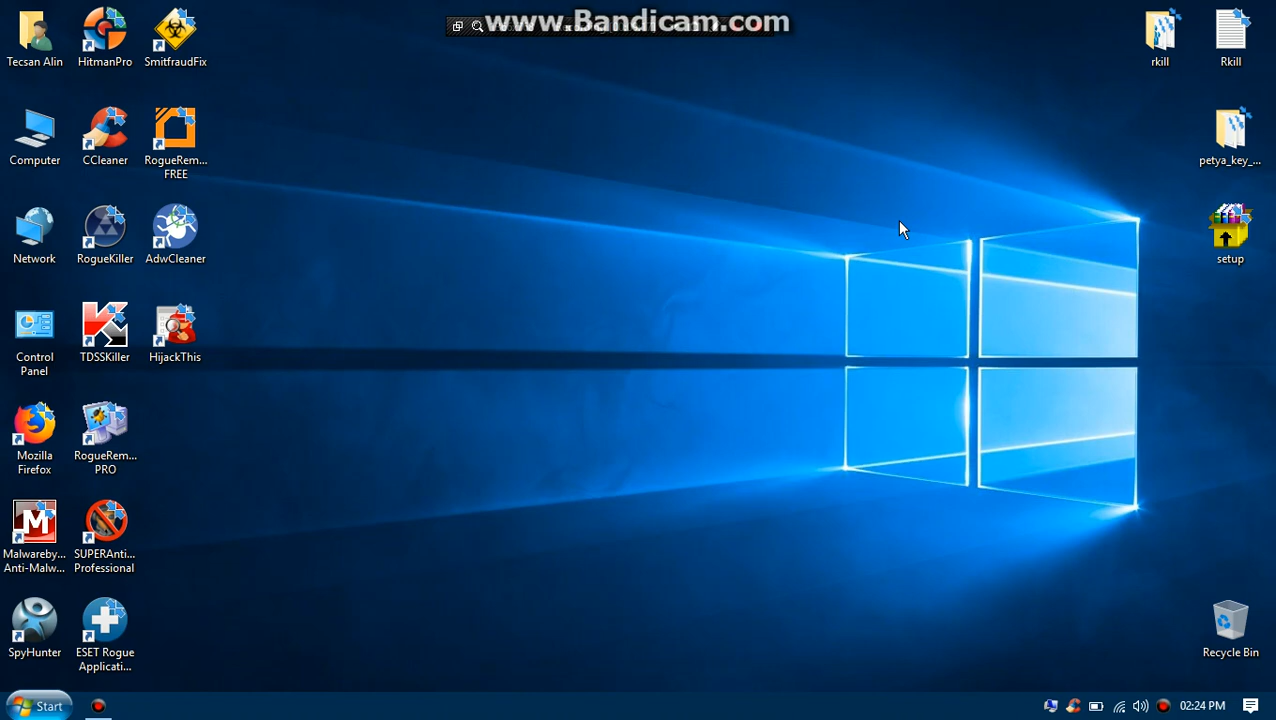 www.Bandicam.com
Tecsan Alin
HitmanPro
SmitfraudFix
rkill
Rkill
Computer
CCleaner
RogueRem...
FREE
petya_key_...
Network
RogueKiller
AdwCleaner
setup
Control
Panel
TDSSKiller
HijackThis
Mozilla
Firefox
RogueRem...
PRO
Malwareby...
Anti-Malw...
SUPERAnti...
Professional
SpyHunter
ESET Rogue
Applicati...
Recycle Bin
Start
02:24 PM